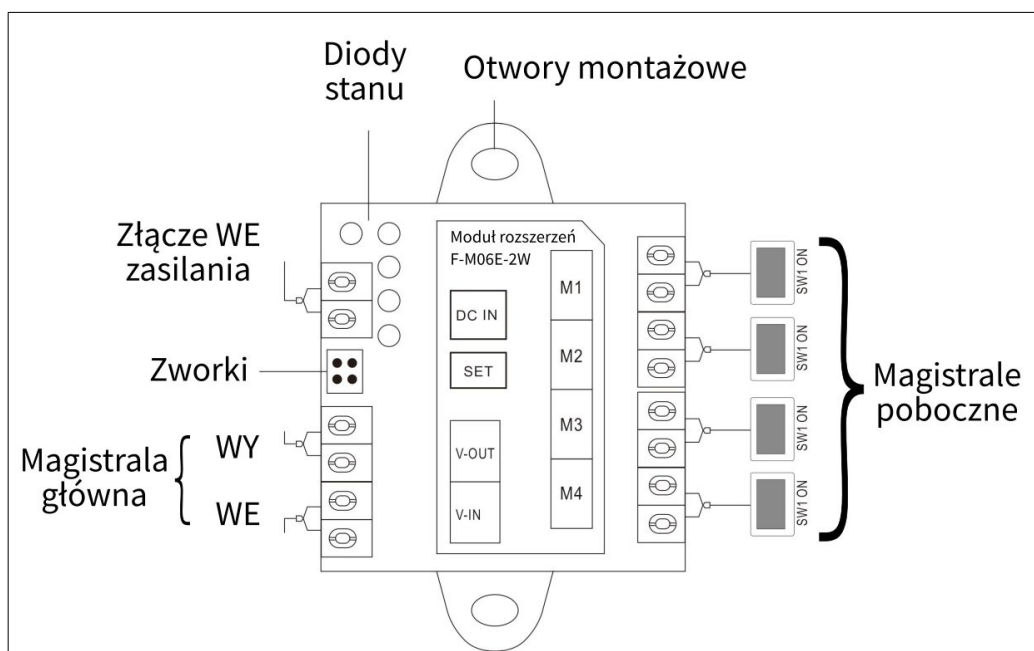 Diody
stanu
Otwory montażowe
Złącze WE
zasilania
Zworki
Magistrala
główna
WY
WE
Moduł rozszerzeń
F-M06E-2W
DC IN
SET
V-OUT
V-IN
M1
M2
M3
M4
SW1 ON
SW1 ON
SW1 ON
SW1 ON
Magistrale
poboczne